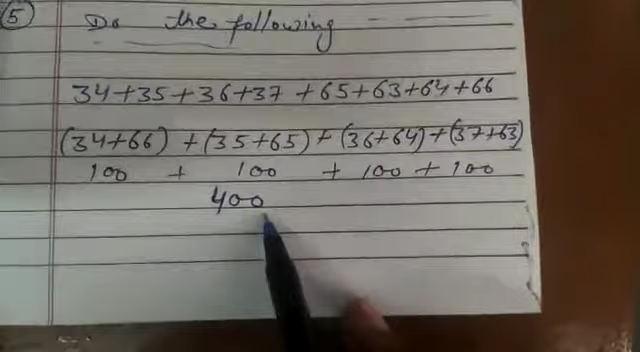 5 Do the following
34+35+36+37+65+63+64+66
(34+66) + (35+65) + (36+64) + (37+63)
100 + 100 + 100 + 100
400